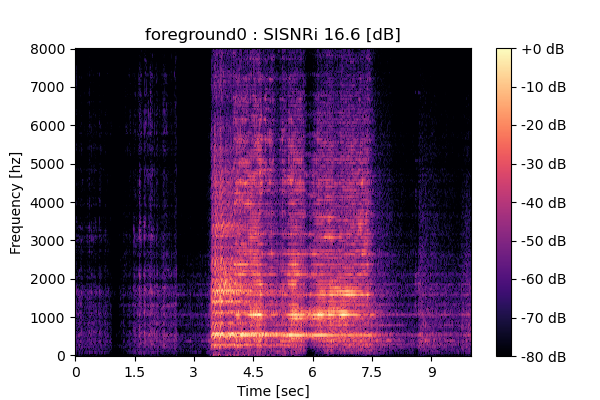 foreground0 : SISNRi 16.6 [dB]
8000
7000
6000
5000
4000
3000
2000
1000
0
Frequency [hz]
0 1.5 3 4.5 6 7.5 9
Time [sec]
+0 dB
-10 dB
-20 dB
-30 dB
-40 dB
-50 dB
-60 dB
-70 dB
-80 dB